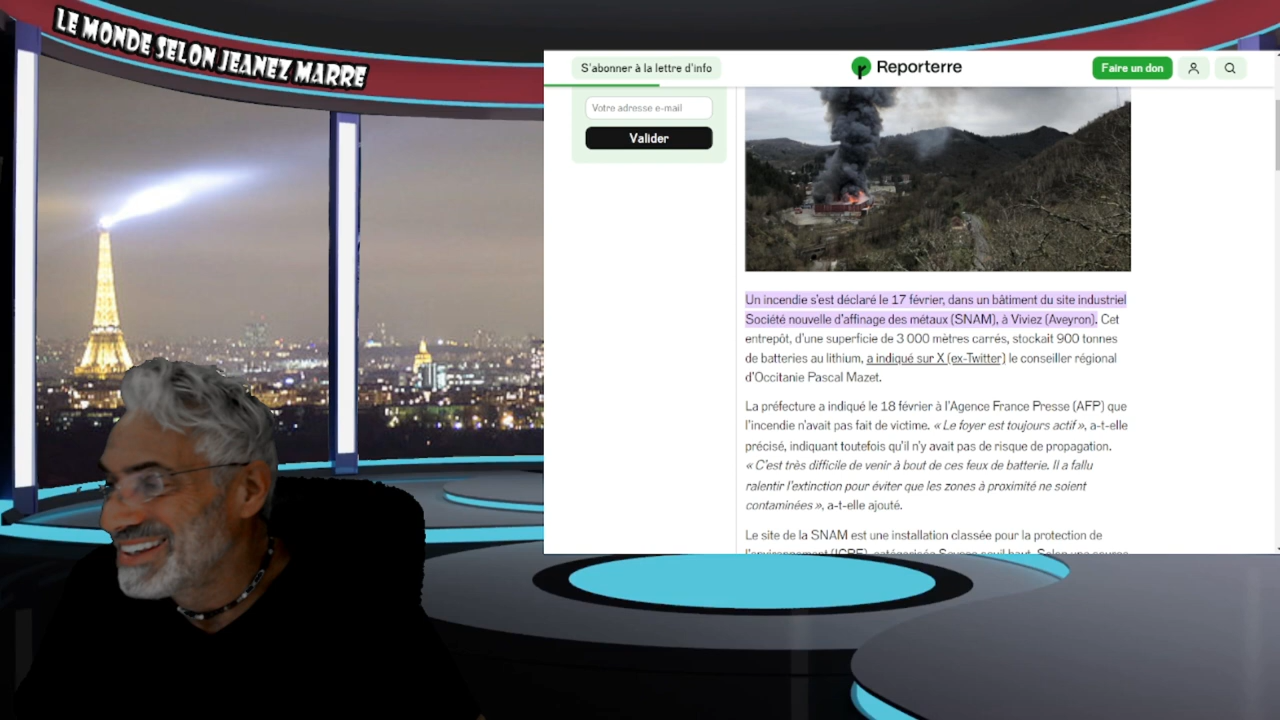 LE MONDE SELON JEANEZ MARRE
S'abonner à la lettre d'info
Reporterre
Faire un don
Votre adresse e-mail
Valider
Un incendie s'est déclaré le 17 février, dans un bâtiment du site industriel
Société nouvelle d'affinage des métaux (SNAM), à Viviez (Aveyron). Cet
entrepôt, d'une superficie de 3 000 mètres carrés, stockait 900 tonnes
de batteries au lithium, a indiqué sur X (ex-Twitter) le conseiller régional
d'Occitanie Pascal Mazet.
La préfecture a indiqué le 18 février à l'Agence France Presse (AFP) que
l'incendie n'avait pas fait de victime. « Le foyer est toujours actif », a-t-elle
précisé, indiquant toutefois qu'il n'y avait pas de risque de propagation.
« C'est très difficile de venir à bout de ces feux de batterie. Il a fallu
ralentir l'extinction pour éviter que les zones à proximité ne soient
contaminées », a-t-elle ajouté.
Le site de la SNAM est une installation classée pour la protection de